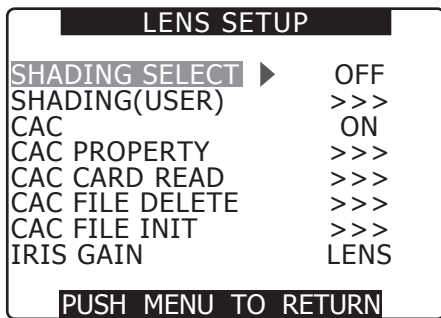 LENS SETUP
SHADING SELECT ▶ OFF
SHADING(USER) >>>
CAC ON
CAC PROPERTY >>>
CAC CARD READ >>>
CAC FILE DELETE >>>
CAC FILE INIT >>>
IRIS GAIN LENS
PUSH MENU TO RETURN